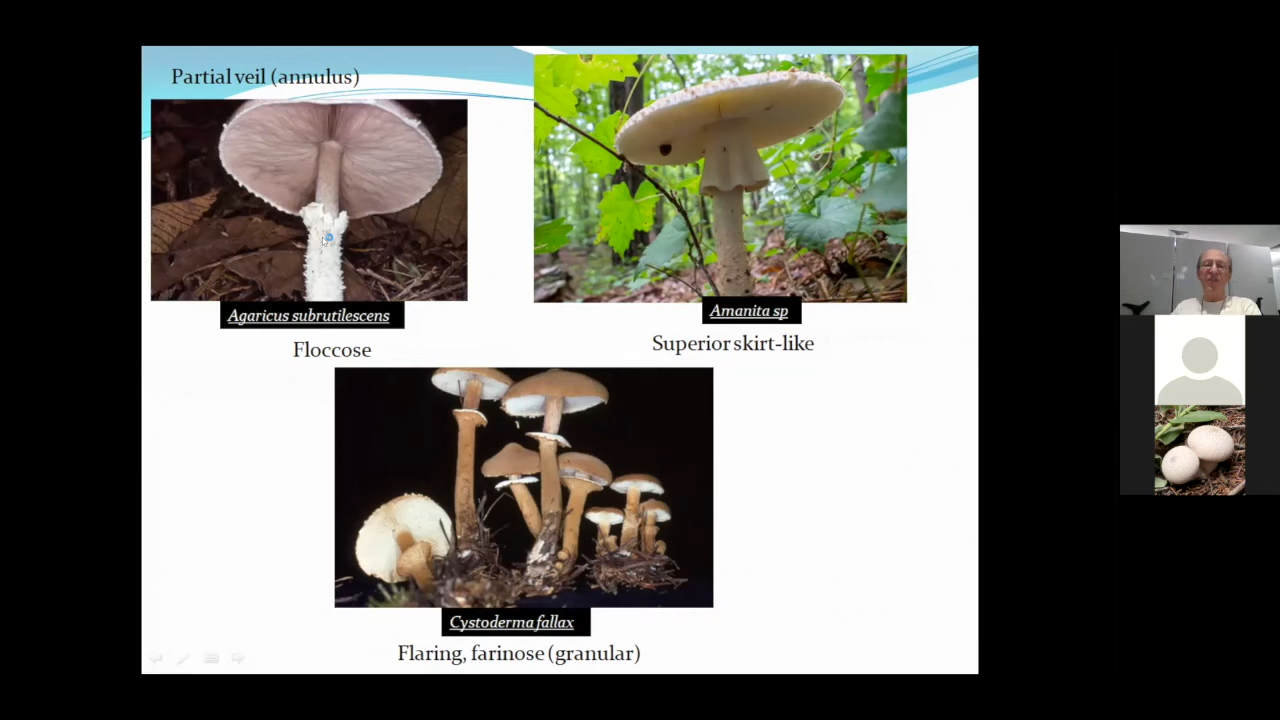 Partial veil (annulus)
Agaricus subrutilescens
Floccose
Amanita sp
Superior skirt-like
Cystoderma fallax
Flaring, farinose (granular)